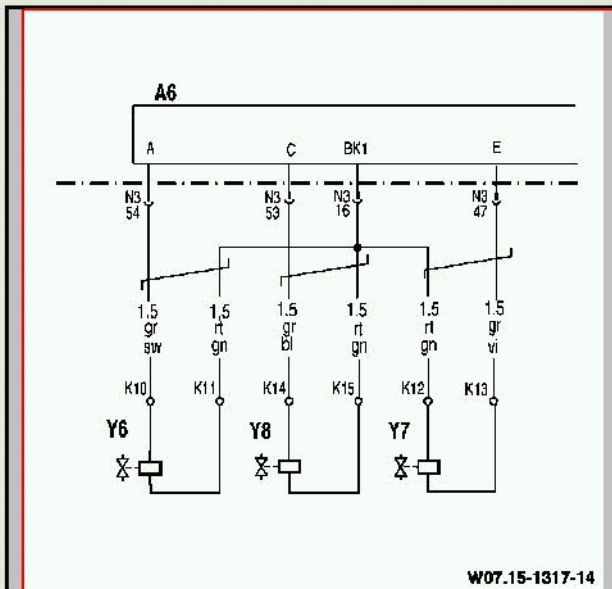 A6
A C BK1 E
N3 N3 N3 N3
54 53 16 47
1.5 1.5 1.5 1.5 1.5 1.5
gr rt gr rt rt gr
sw gn bl gn gn vi
K10 K11 K14 K15 K12 K13
Y6 Y8 Y7
W07.15-1317-14